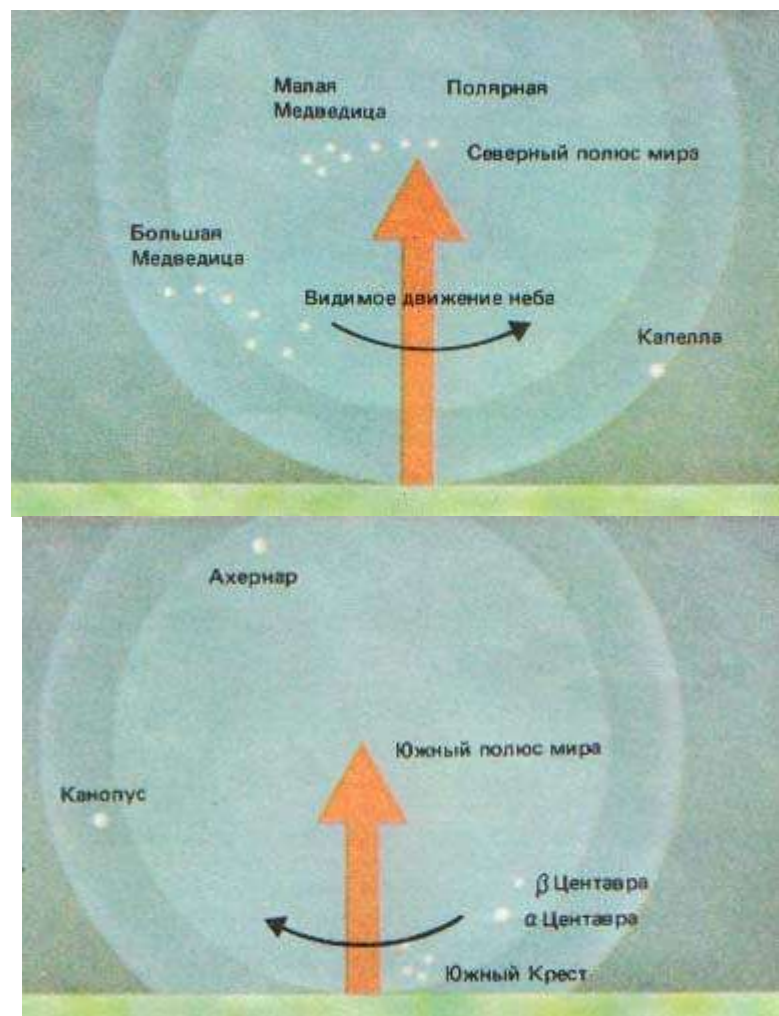 Малая
Медведица
Полярная
Северный полюс мира
Большая
Медведица
Видимое движение неба
Капелла
Ахернар
Южный полюс мира
Канопус
β Центавра
α Центавра
Южный Крест